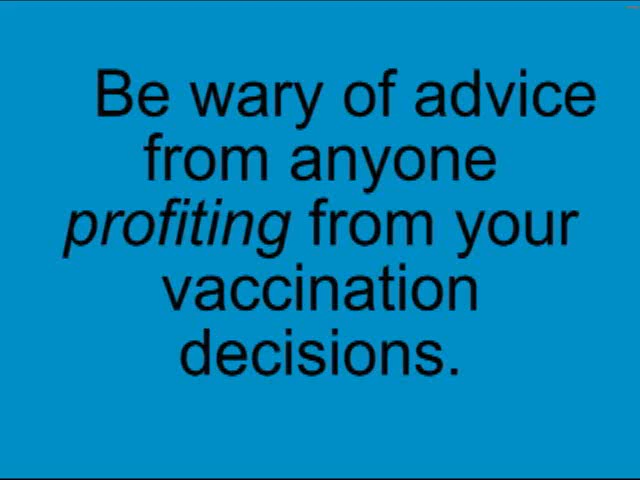 Be wary of advice
from anyone
profiting from your
vaccination
decisions.